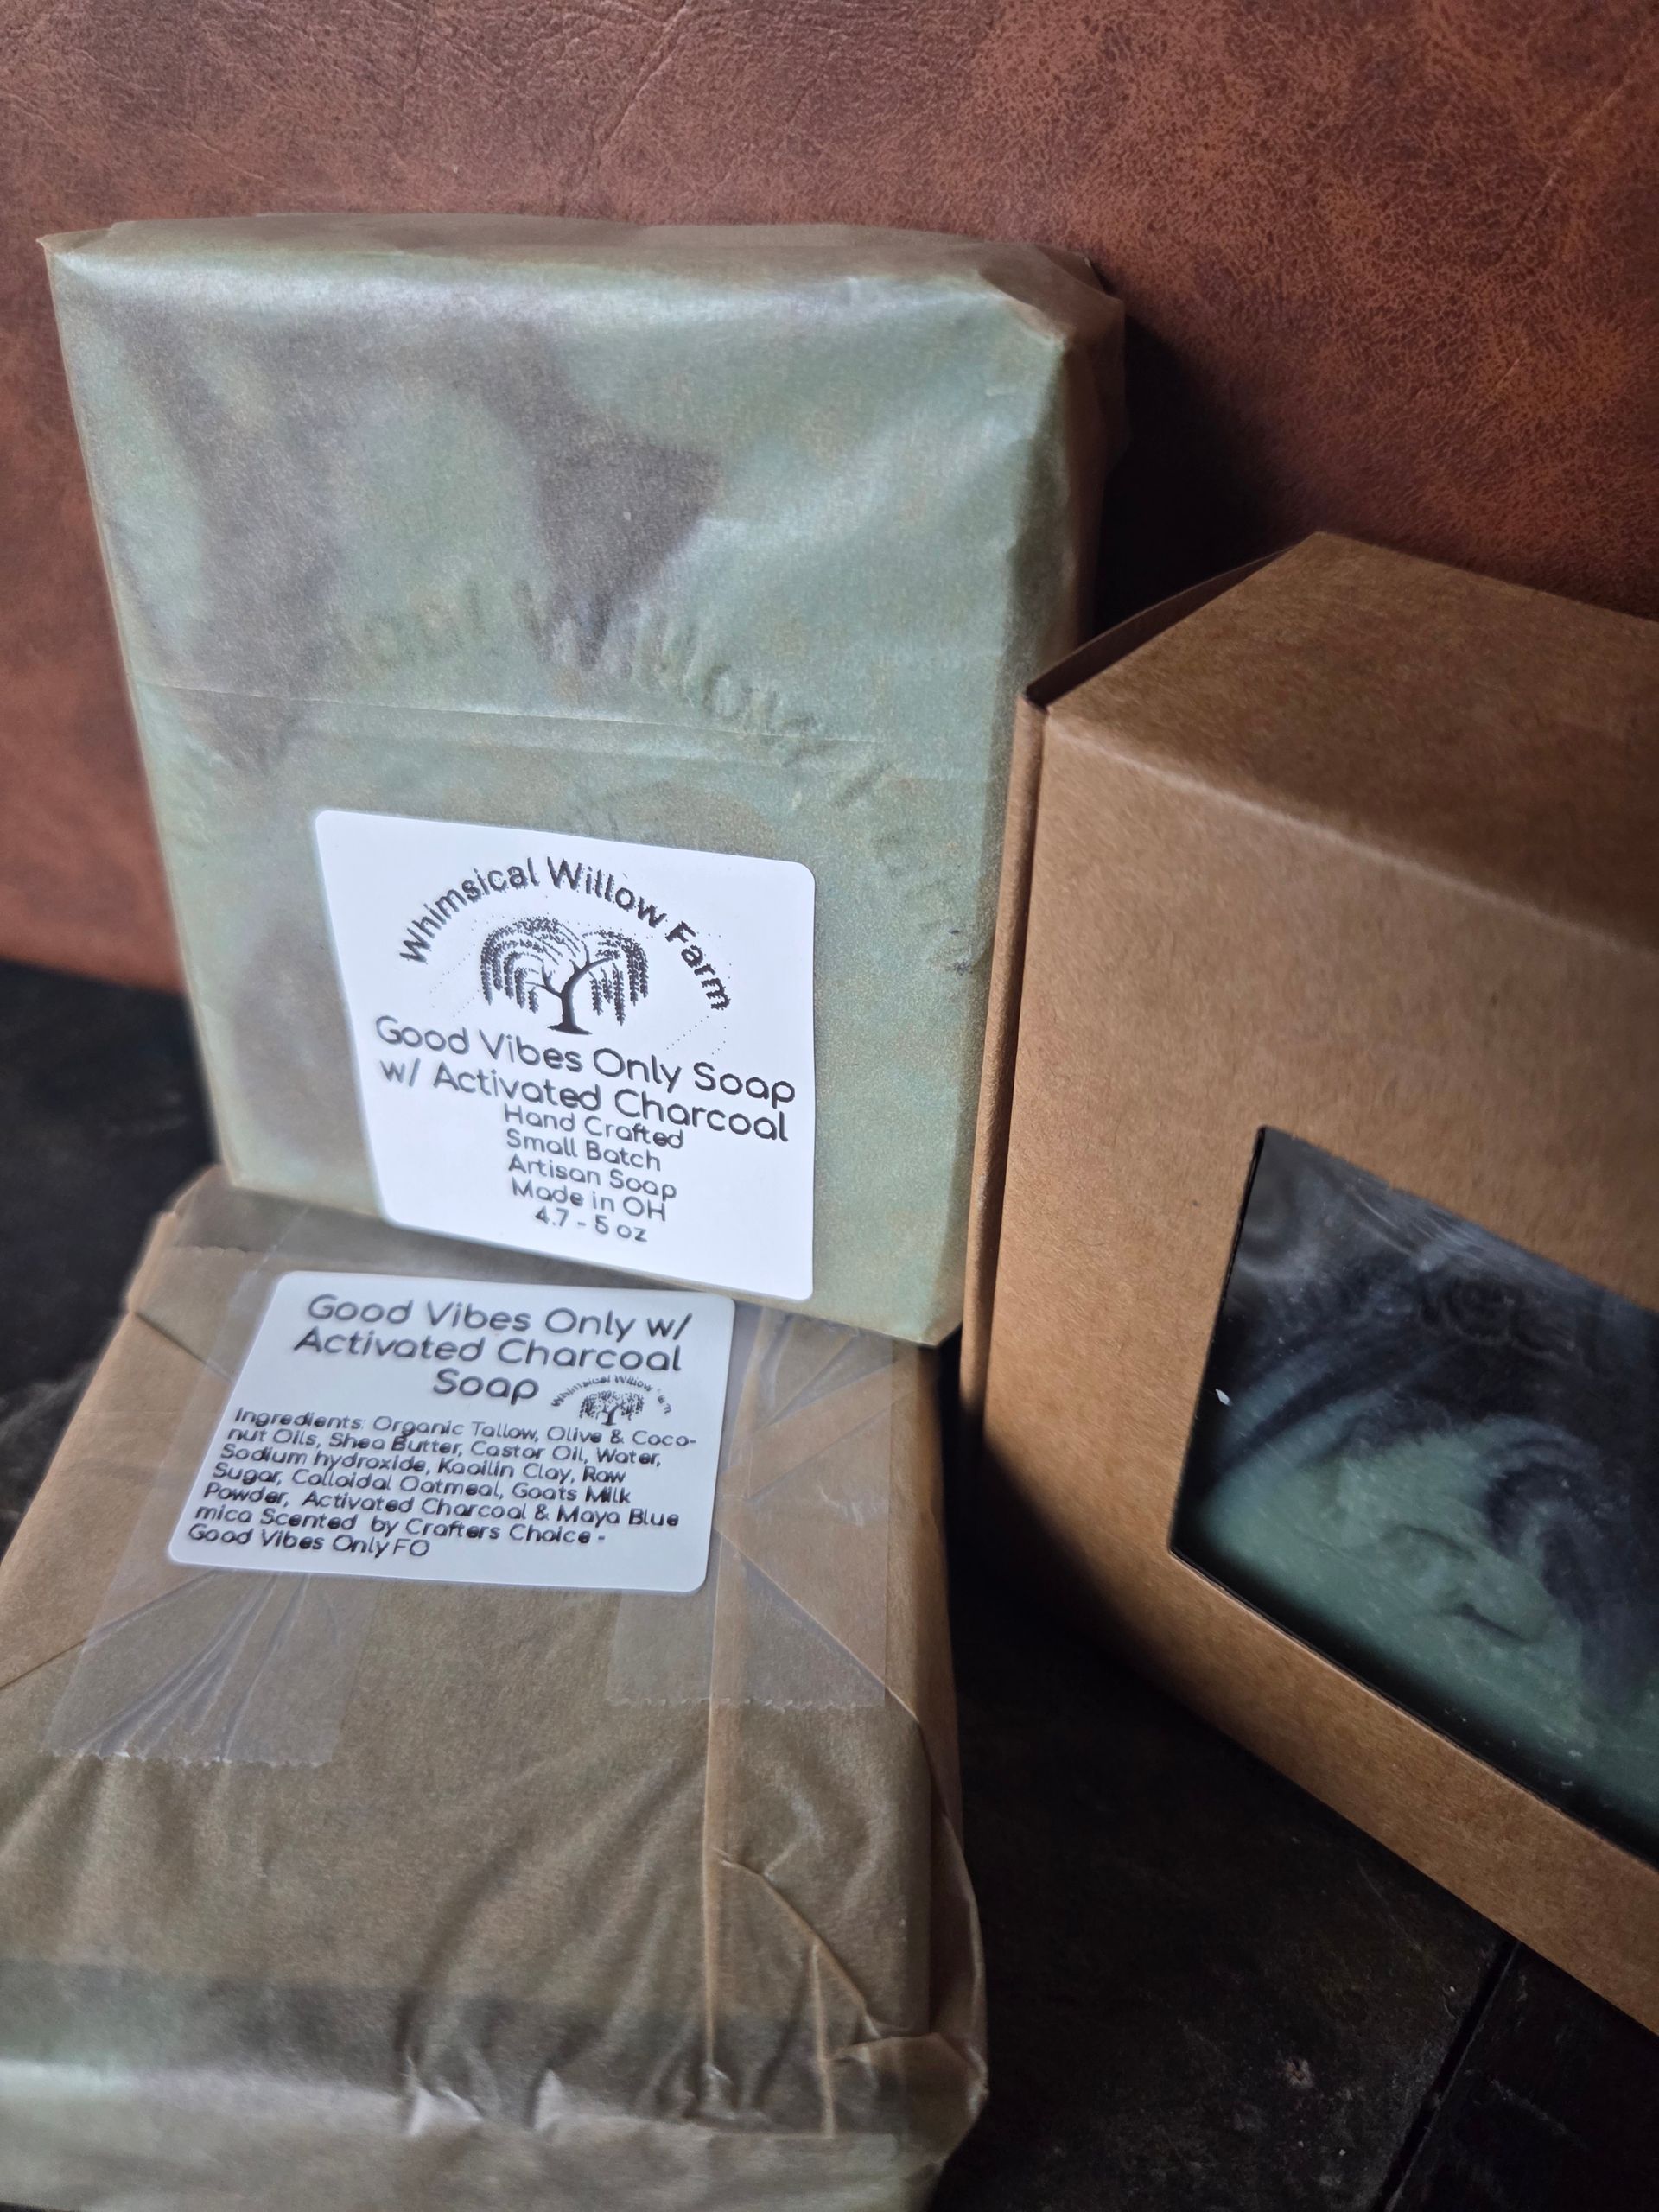 Whimsical Willow Farm
Good Vibes Only Soap
w/ Activated Charcoal
Hand Crafted
Small Batch
Artisan Soap
Made in OH
4.7 - 5 oz
Good Vibes Only w/
Activated Charcoal
Soap
Whimsical Willow Farm
Ingredients: Organic Tallow, Olive & Coco-
nut Oils, Shea Butter, Castor Oil, Water,
Sodium hydroxide, Kaoilin Clay, Raw
Sugar, Colloidal Oatmeal, Goats Milk
Powder, Activated Charcoal & Maya Blue
mica Scented by Crafters Choice -
Good Vibes Only FO